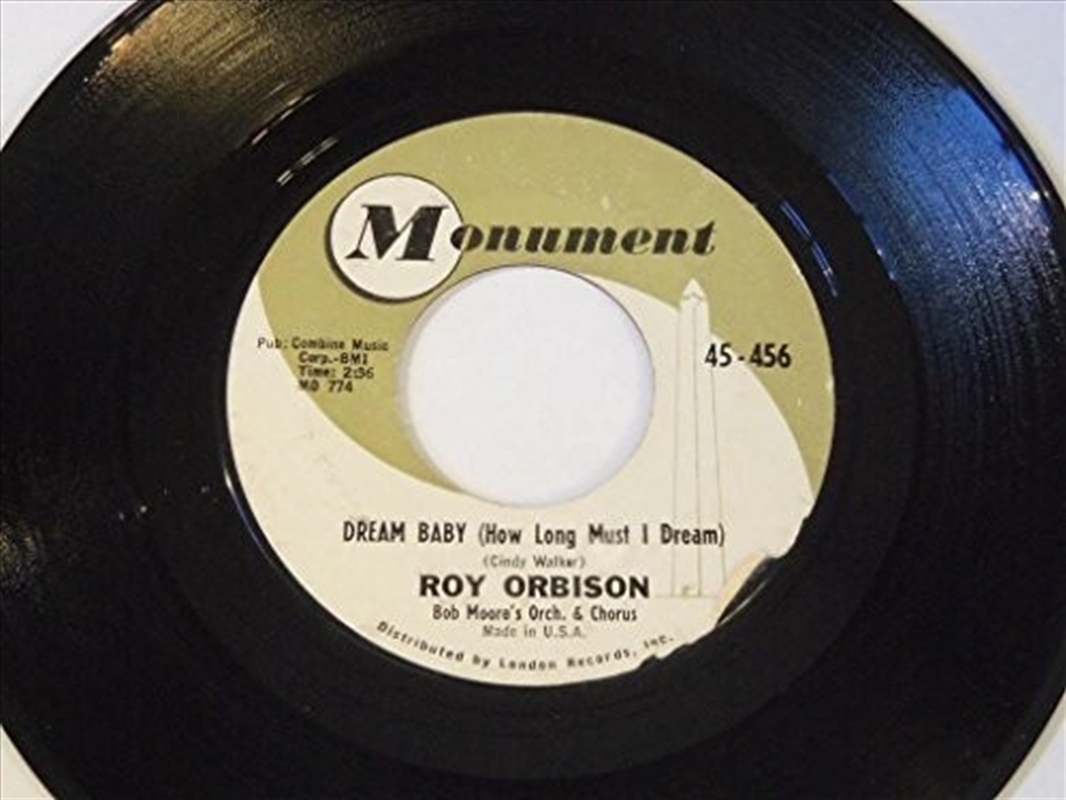 Monument
Pub: Combine Music
Corp.-BMI
Time: 2:36
MO 774
45-456
DREAM BABY (How Long Must I Dream)
(Cindy Walker)
ROY ORBISON
Bob Moore's Orch. & Chorus
Made in U.S.A.
Distributed by London Records, Inc.